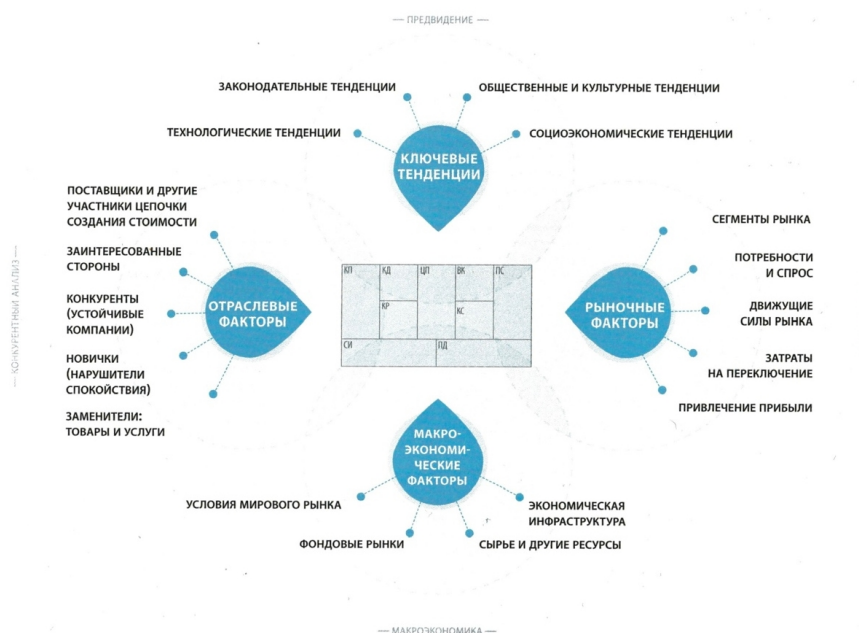 — ПРЕДВИДЕНИЕ —
ЗАКОНОДАТЕЛЬНЫЕ ТЕНДЕНЦИИ
ОБЩЕСТВЕННЫЕ И КУЛЬТУРНЫЕ ТЕНДЕНЦИИ
ТЕХНОЛОГИЧЕСКИЕ ТЕНДЕНЦИИ
СОЦИОЭКОНОМИЧЕСКИЕ ТЕНДЕНЦИИ
КЛЮЧЕВЫЕ
ТЕНДЕНЦИИ
— КОНКУРЕНТНЫЙ АНАЛИЗ —
ПОСТАВЩИКИ И ДРУГИЕ
УЧАСТНИКИ ЦЕПОЧКИ
СОЗДАНИЯ СТОИМОСТИ
ЗАИНТЕРЕСОВАННЫЕ
СТОРОНЫ
КОНКУРЕНТЫ
(УСТОЙЧИВЫЕ
КОМПАНИИ)
НОВИЧКИ
(НАРУШИТЕЛИ
СПОКОЙСТВИЯ)
ЗАМЕНИТЕЛИ:
ТОВАРЫ И УСЛУГИ
ОТРАСЛЕВЫЕ
ФАКТОРЫ
КП
КД
ЦП
ВК
ПС
КР
КС
СИ
ПД
РЫНОЧНЫЕ
ФАКТОРЫ
СЕГМЕНТЫ РЫНКА
ПОТРЕБНОСТИ
И СПРОС
ДВИЖУЩИЕ
СИЛЫ РЫНКА
ЗАТРАТЫ
НА ПЕРЕКЛЮЧЕНИЕ
ПРИВЛЕЧЕНИЕ ПРИБЫЛИ
МАКРО-
ЭКОНОМИ-
ЧЕСКИЕ
ФАКТОРЫ
УСЛОВИЯ МИРОВОГО РЫНКА
ЭКОНОМИЧЕСКАЯ
ИНФРАСТРУКТУРА
ФОНДОВЫЕ РЫНКИ
СЫРЬЕ И ДРУГИЕ РЕСУРСЫ
— МАКРОЭКОНОМИКА —